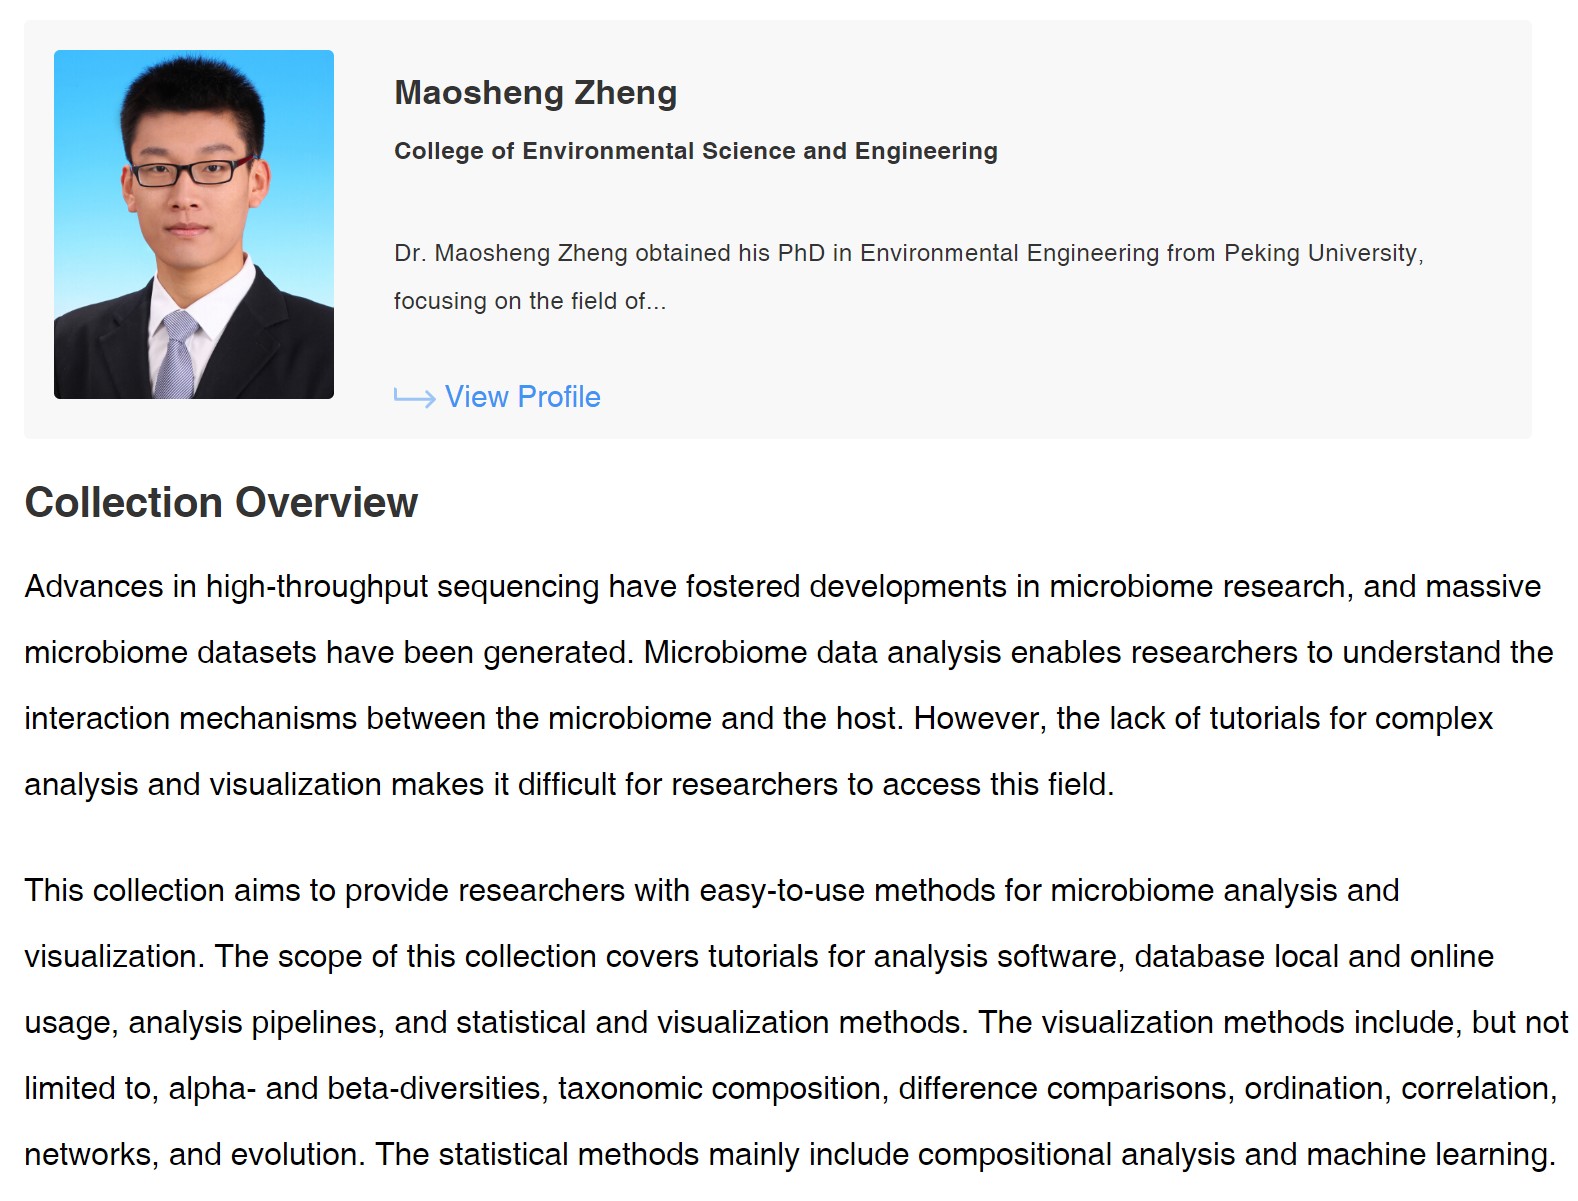 Maosheng Zheng
College of Environmental Science and Engineering
Dr. Maosheng Zheng obtained his PhD in Environmental Engineering from Peking University,
focusing on the field of...
View Profile
Collection Overview
Advances in high-throughput sequencing have fostered developments in microbiome research, and massive
microbiome datasets have been generated. Microbiome data analysis enables researchers to understand the
interaction mechanisms between the microbiome and the host. However, the lack of tutorials for complex
analysis and visualization makes it difficult for researchers to access this field.
This collection aims to provide researchers with easy-to-use methods for microbiome analysis and
visualization. The scope of this collection covers tutorials for analysis software, database local and online
usage, analysis pipelines, and statistical and visualization methods. The visualization methods include, but not
limited to, alpha- and beta-diversities, taxonomic composition, difference comparisons, ordination, correlation,
networks, and evolution. The statistical methods mainly include compositional analysis and machine learning.